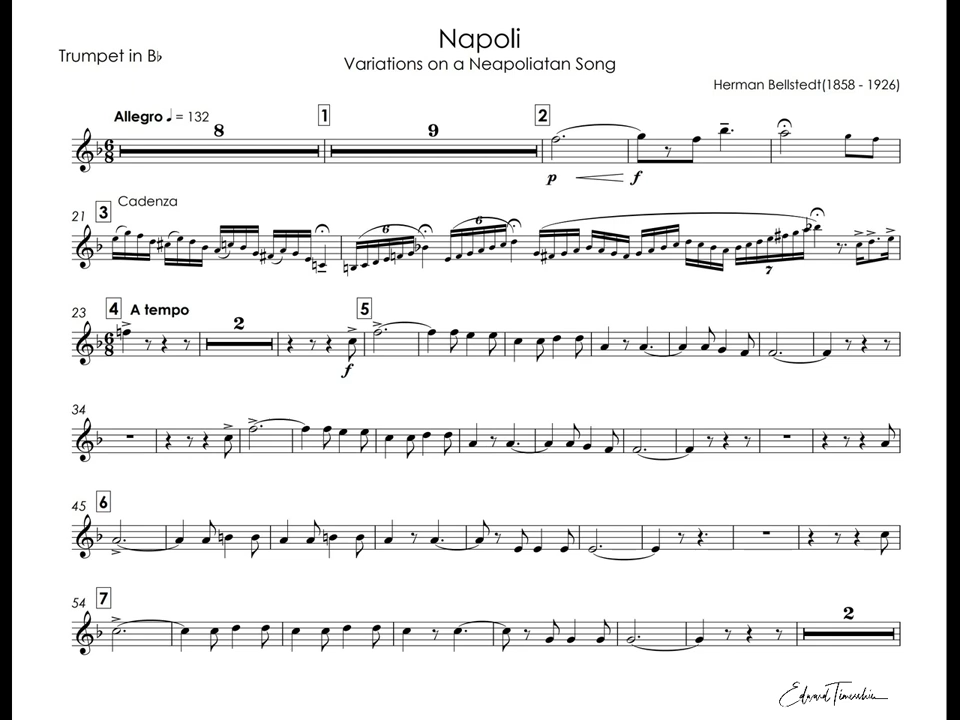 Napoli
Trumpet in B♭
Variations on a Neapoliatan Song
Herman Bellstedt(1858 - 1926)
Allegro ♩ = 132
8
1
9
2
p
f
21
3
Cadenza
6
6
7
23
4
A tempo
2
5
f
34
45
6
54
7
2